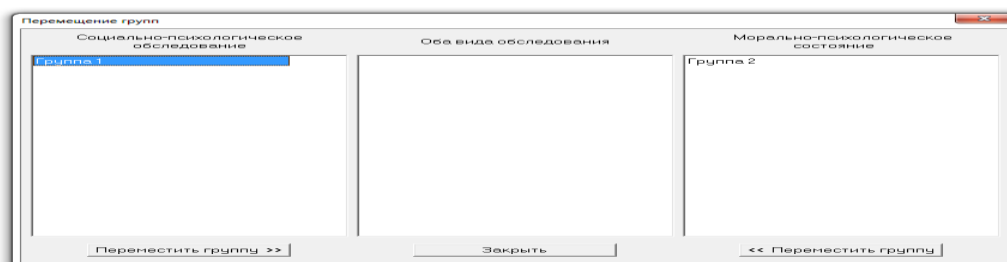 Перемещение групп
Социально-психологическое
обследование
Оба вида обследования
Морально-психологическое
состояние
Группа 1
Группа 2
Переместить группу >>
Закрыть
<< Переместить группу